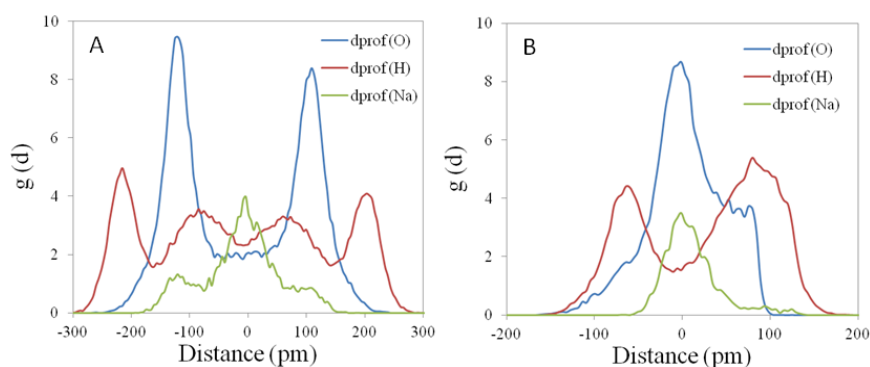 A
dprof(O)
dprof(H)
dprof(Na)
g (d)
10
8
6
4
2
0
-300 -200 -100 0 100 200 300
Distance (pm)
B
dprof(O)
dprof(H)
dprof(Na)
g (d)
10
8
6
4
2
0
-200 -100 0 100 200
Distance (pm)